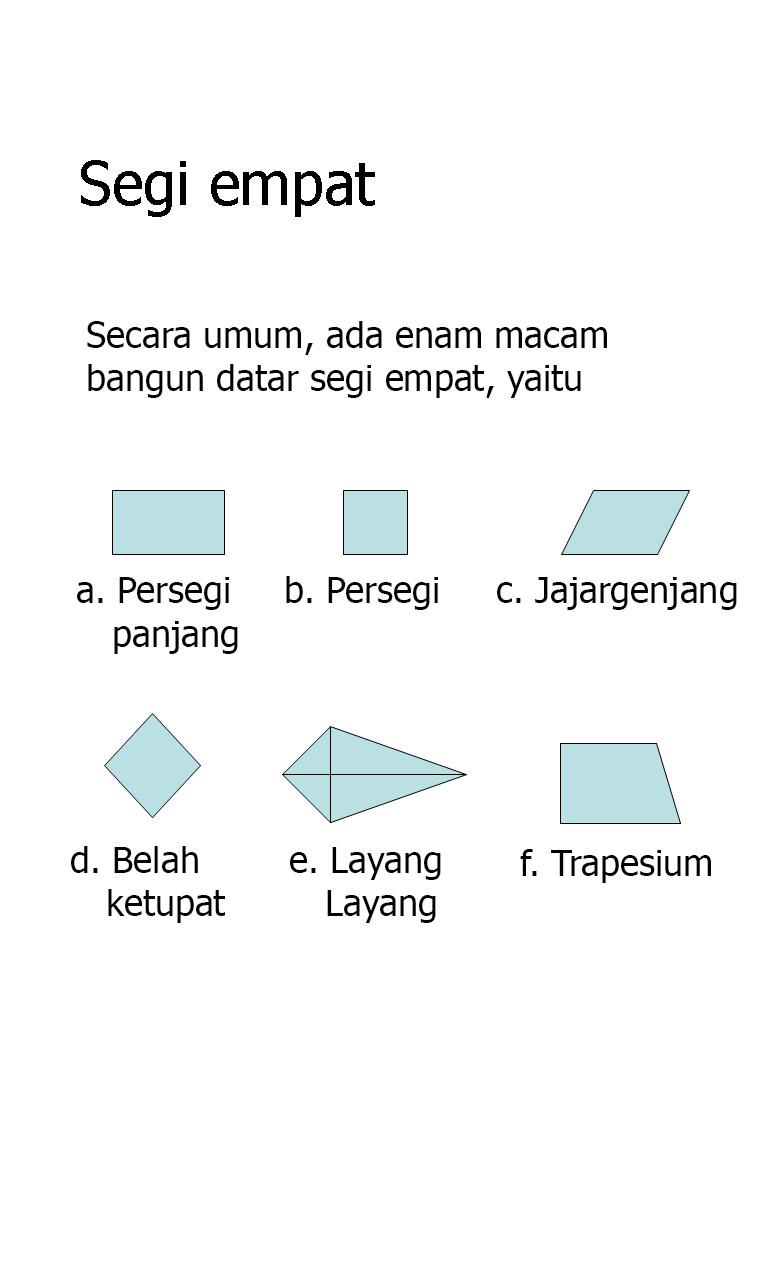 Segi empat
Secara umum, ada enam macam
bangun datar segi empat, yaitu
a. Persegi
panjang
b. Persegi
c. Jajargenjang
d. Belah
ketupat
e. Layang
Layang
f. Trapesium